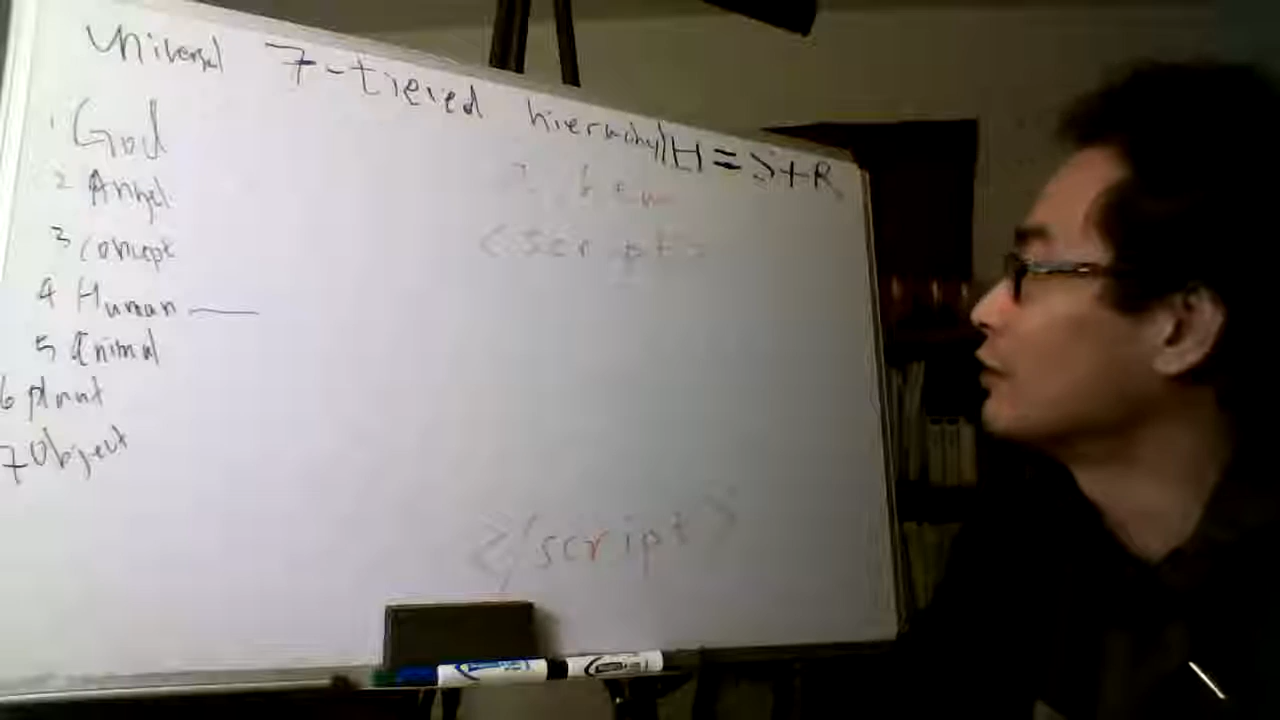 Universal 7-tiered hierarchy H = S+R
1 God
2 Angel
3 concept
4 Human
5 Animal
6 plant
7 Object
<script>
</script>